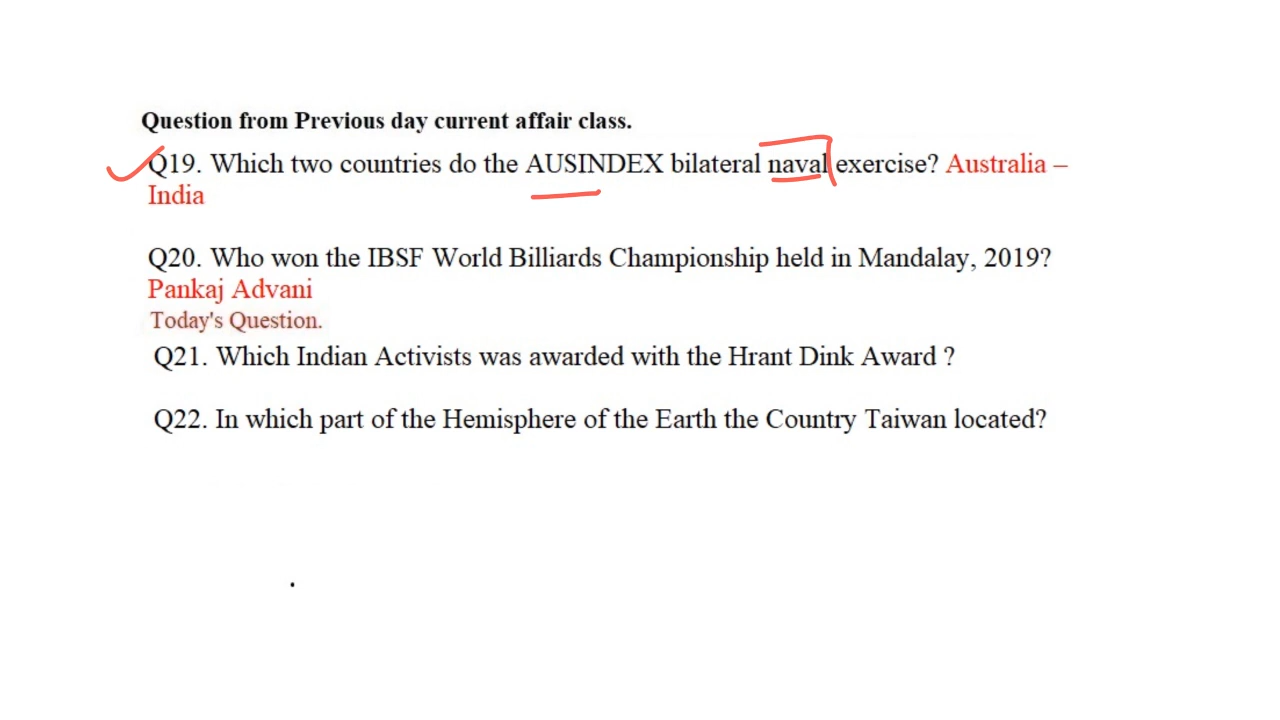 Question from Previous day current affair class.
Q19. Which two countries do the AUSINDEX bilateral naval exercise? Australia –
India
Q20. Who won the IBSF World Billiards Championship held in Mandalay, 2019?
Pankaj Advani
Today's Question.
Q21. Which Indian Activists was awarded with the Hrant Dink Award ?
Q22. In which part of the Hemisphere of the Earth the Country Taiwan located?